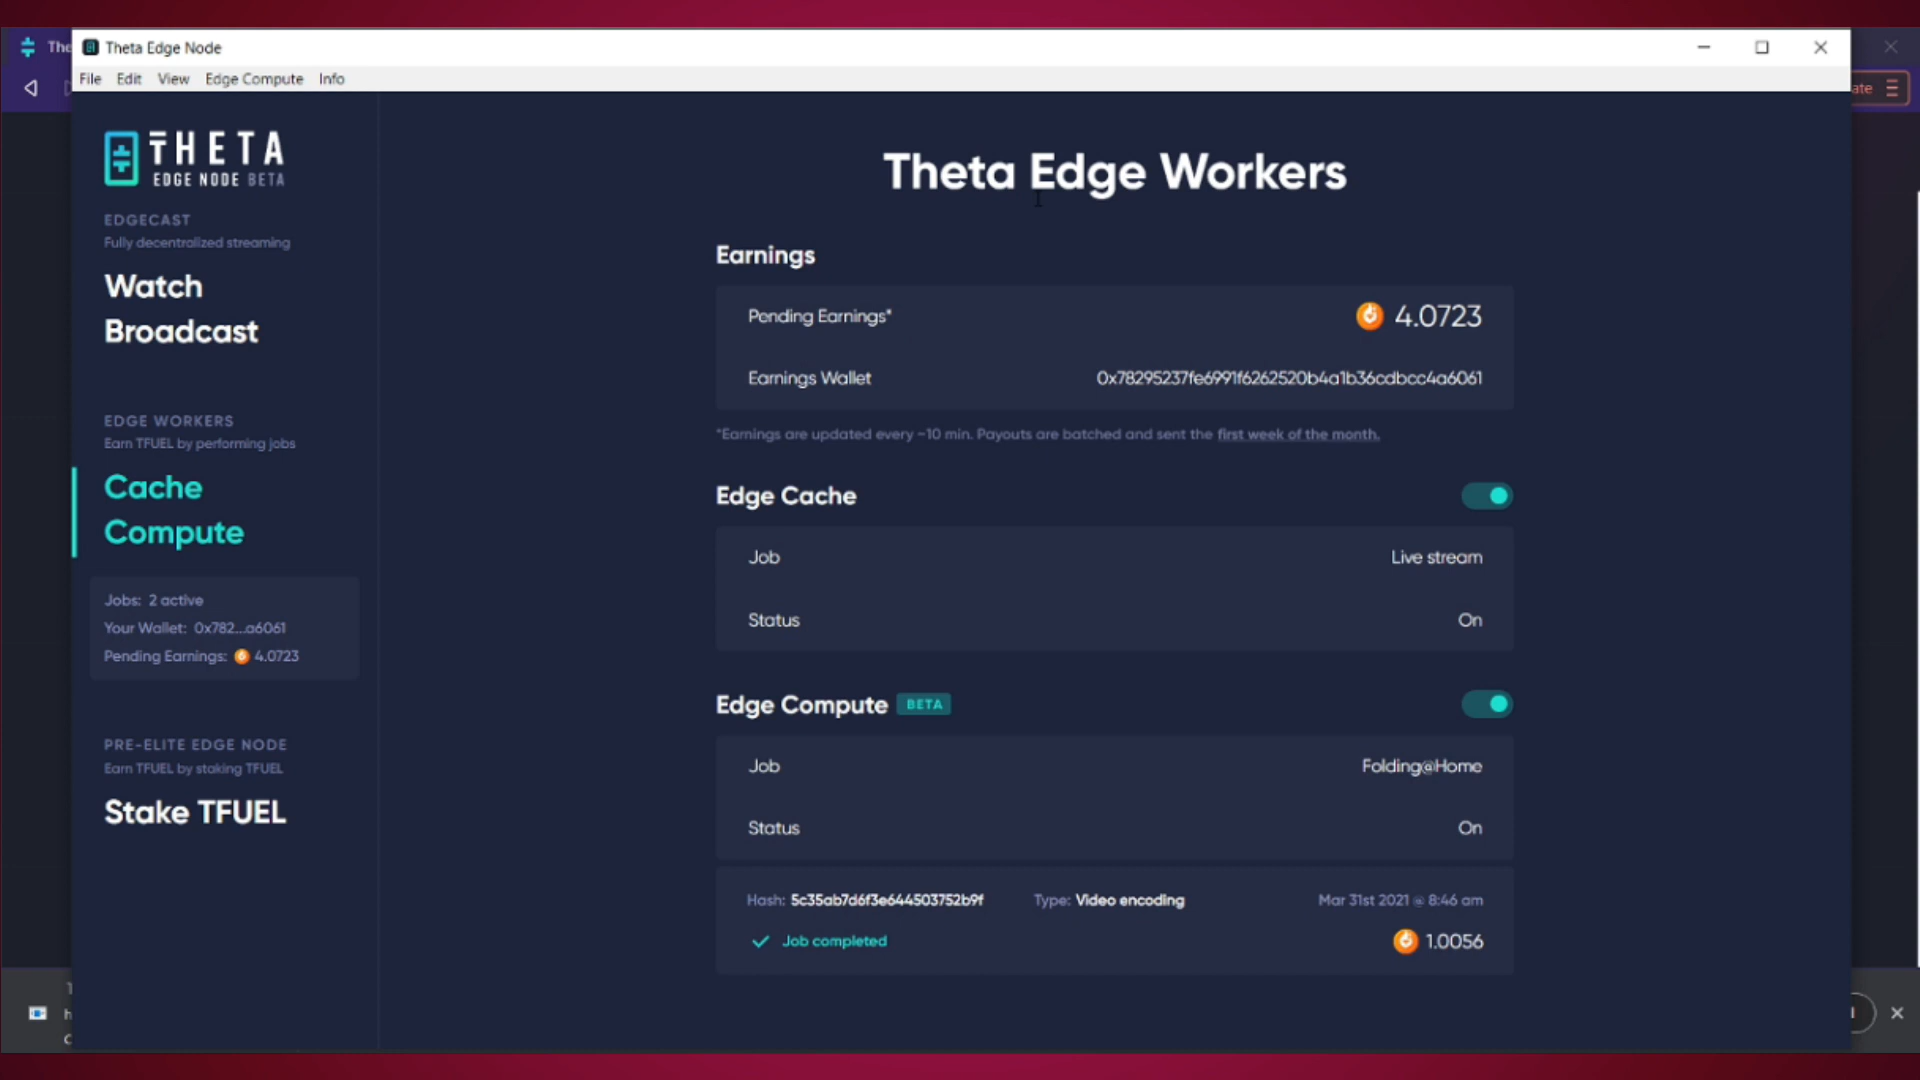 The
Theta Edge Node
File Edit View Edge Compute Info
ate
THETA
EDGE NODE BETA
EDGECAST
Fully decentralized streaming
Watch
Broadcast
EDGE WORKERS
Earn TFUEL by performing jobs
Cache
Compute
Jobs: 2 active
Your Wallet: 0x782...a6061
Pending Earnings: 4.0723
PRE-ELITE EDGE NODE
Earn TFUEL by staking TFUEL
Stake TFUEL
Theta Edge Workers
Earnings
Pending Earnings* 4.0723
Earnings Wallet 0x78295237fe6991f6262520b4a1b36cdbcc4a6061
*Earnings are updated every ~10 min. Payouts are batched and sent the first week of the month.
Edge Cache
Job Live stream
Status On
Edge Compute BETA
Job Folding@Home
Status On
Hash: 5c35ab7d6f3e644503752b9f Type: Video encoding Mar 31st 2021 @ 8:46 am
Job completed 1.0056